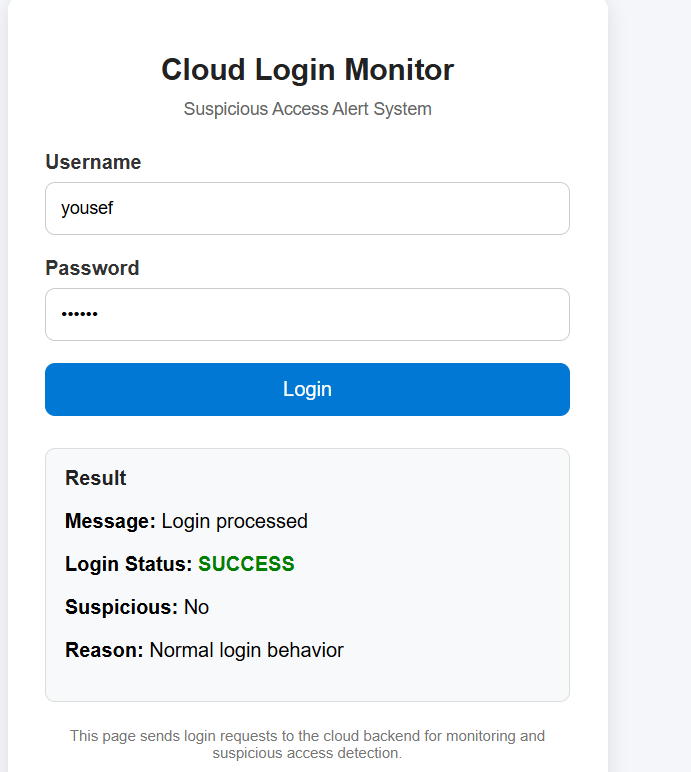 Cloud Login Monitor
Suspicious Access Alert System
Username
yousef
Password
••••••
Login
Result
Message: Login processed
Login Status: SUCCESS
Suspicious: No
Reason: Normal login behavior
This page sends login requests to the cloud backend for monitoring and
suspicious access detection.